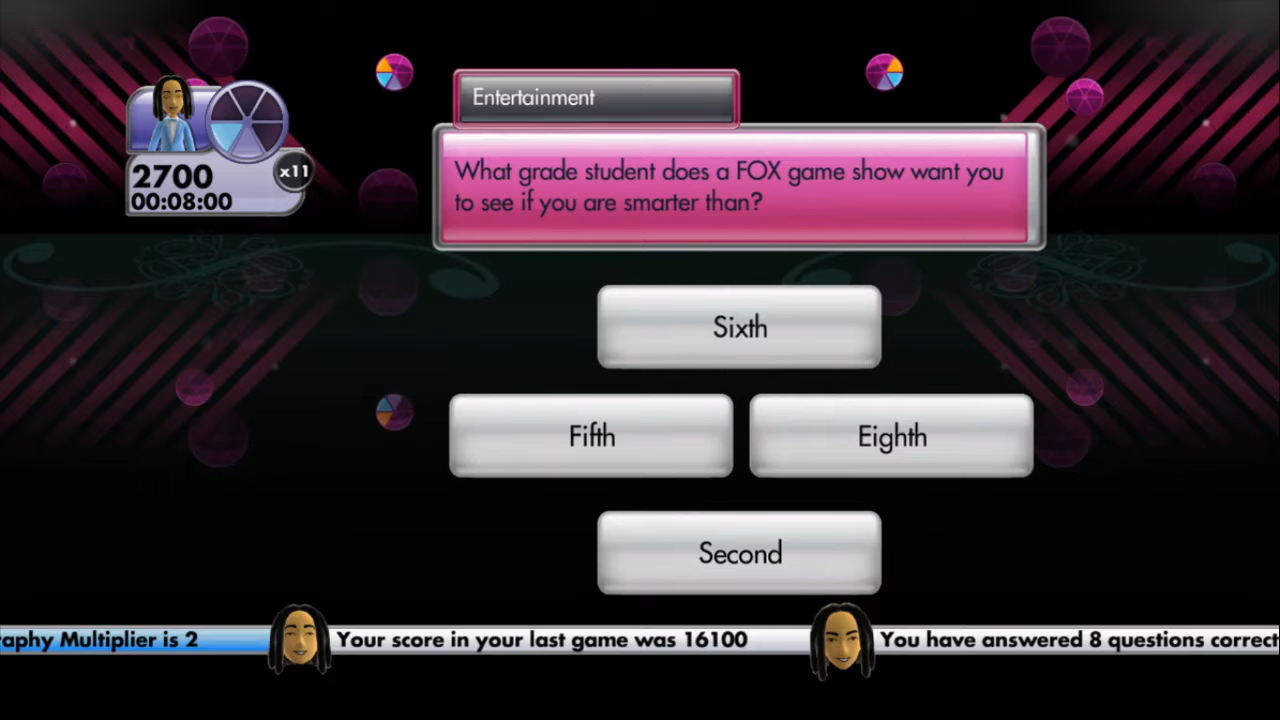 Entertainment
What grade student does a FOX game show want you
to see if you are smarter than?
2700
x11
00:08:00
Sixth
Fifth
Eighth
Second
aphy Multiplier is 2
Your score in your last game was 16100
You have answered 8 questions correct